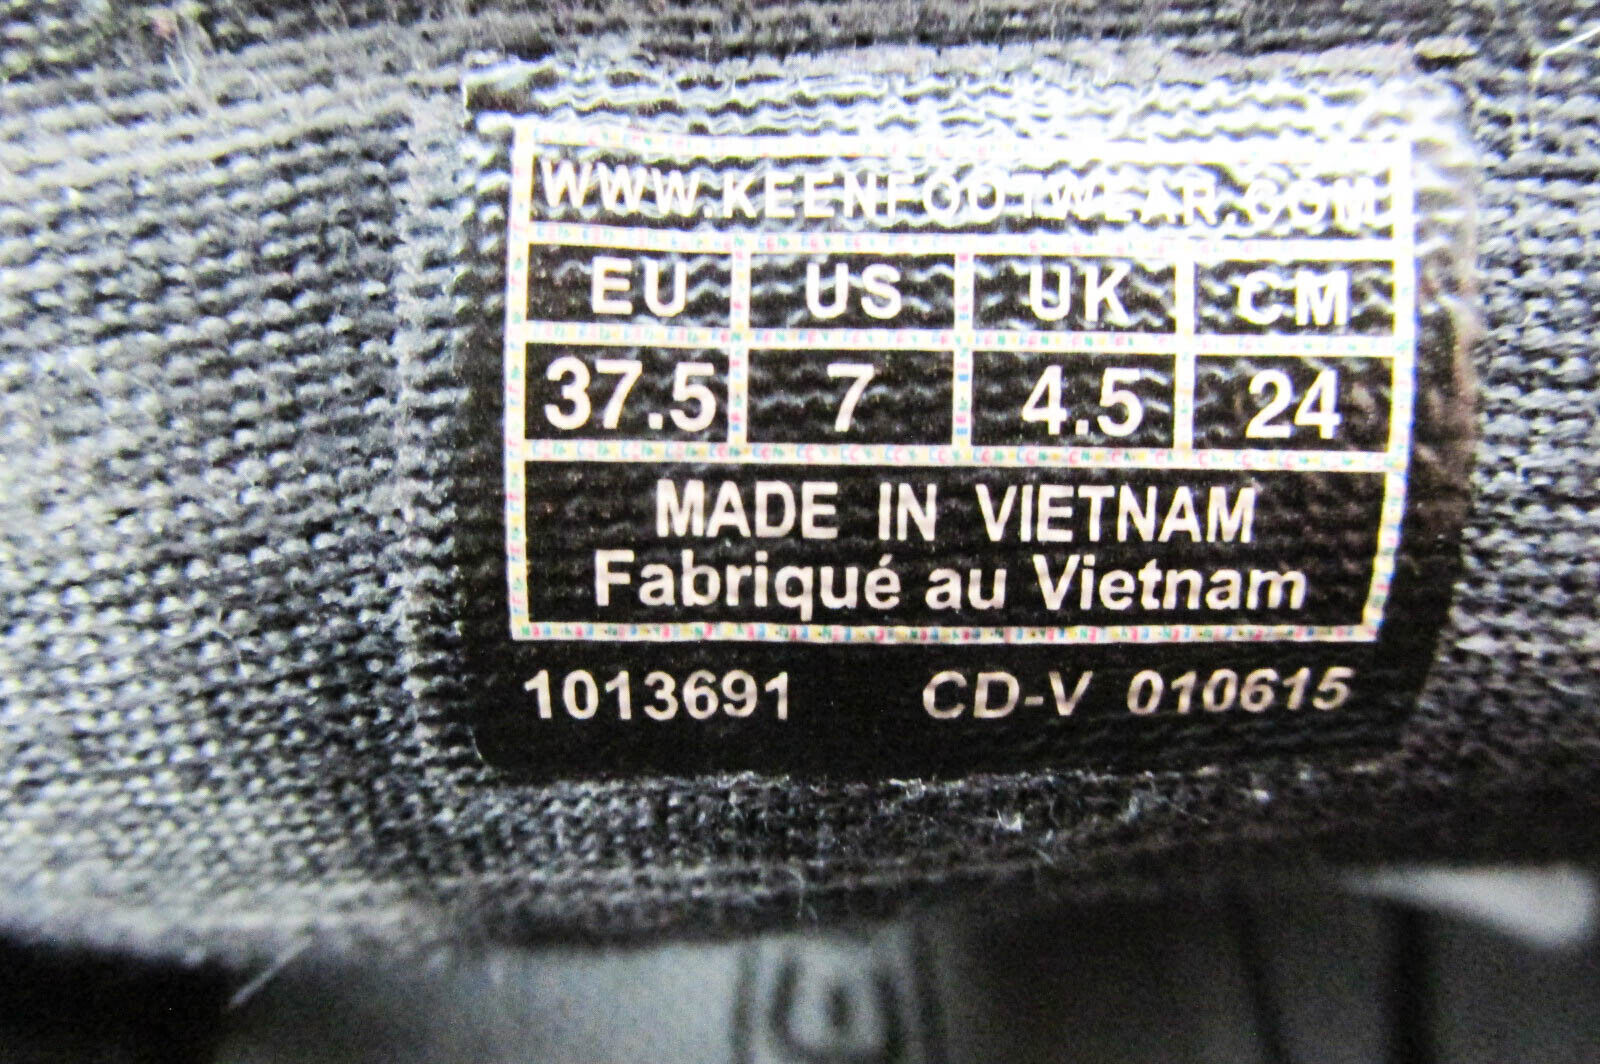 WWW.KEENFOOTWEAR.COM
EU US UK CM
37.5 7 4.5 24
MADE IN VIETNAM
Fabriqué au Vietnam
1013691 CD-V 010615